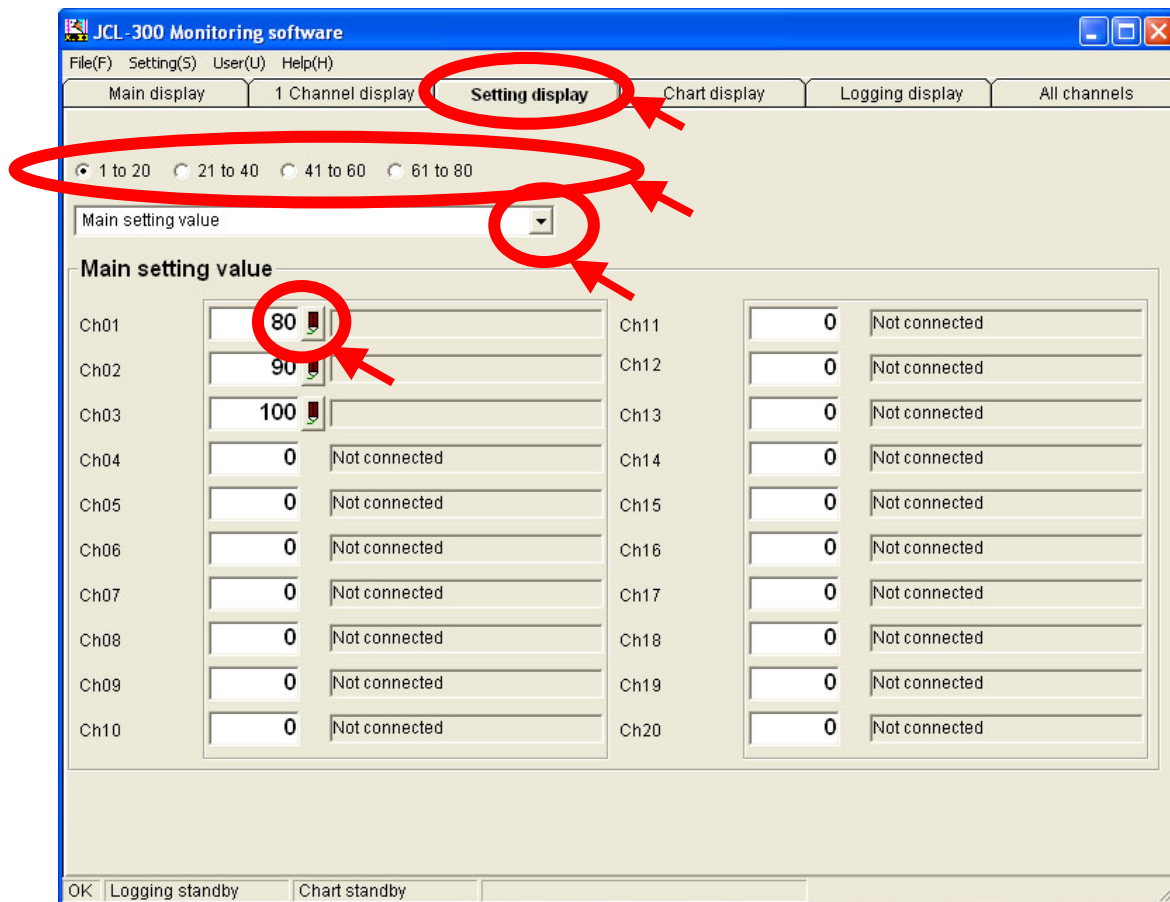 JCL-300 Monitoring software
File(F) Setting(S) User(U) Help(H)
Main display 1 Channel display Setting display Chart display Logging display All channels
1 to 20 21 to 40 41 to 60 61 to 80
Main setting value
Main setting value
Ch01 80 Ch11 0 Not connected
Ch02 90 Ch12 0 Not connected
Ch03 100 Ch13 0 Not connected
Ch04 0 Not connected Ch14 0 Not connected
Ch05 0 Not connected Ch15 0 Not connected
Ch06 0 Not connected Ch16 0 Not connected
Ch07 0 Not connected Ch17 0 Not connected
Ch08 0 Not connected Ch18 0 Not connected
Ch09 0 Not connected Ch19 0 Not connected
Ch10 0 Not connected Ch20 0 Not connected
OK Logging standby Chart standby